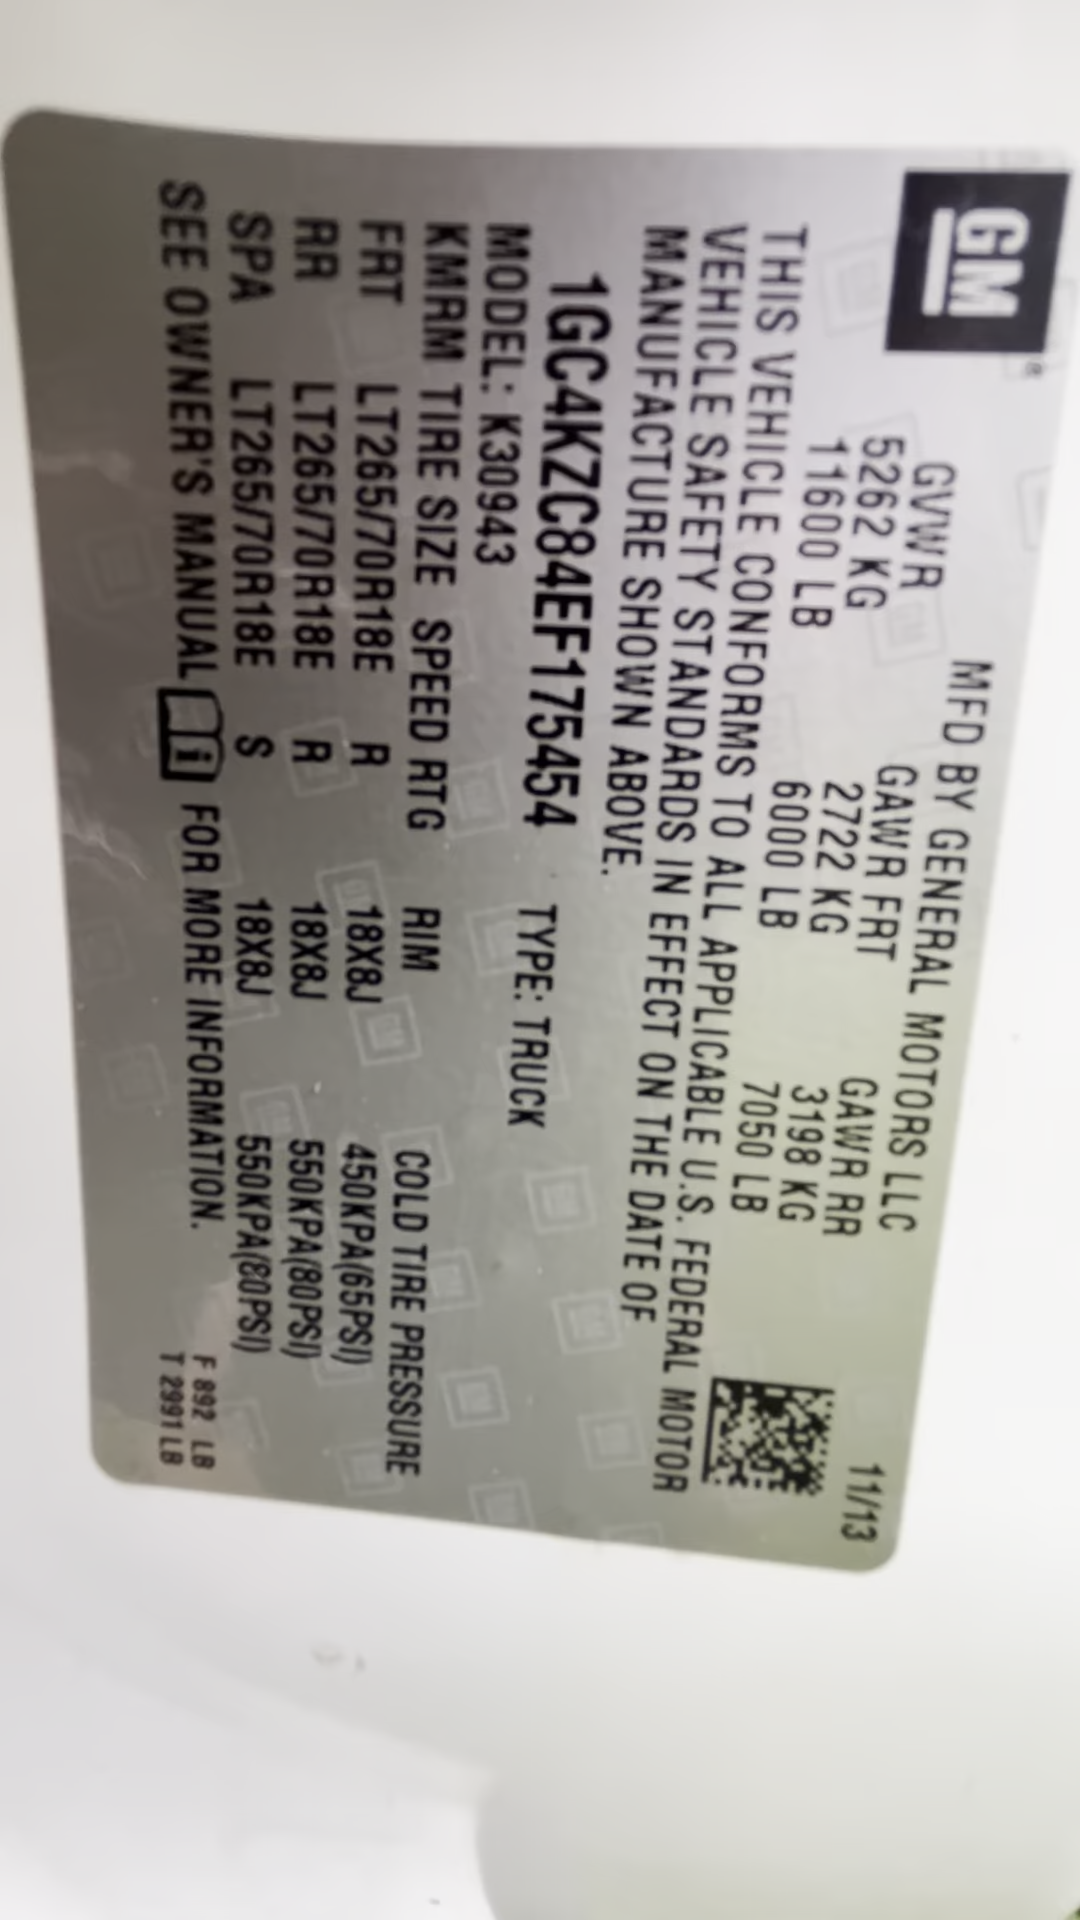 GM
MFD BY GENERAL MOTORS LLC 11/13
GVWR GAWR FRT GAWR RR
5262 KG 2722 KG 3198 KG
11600 LB 6000 LB 7050 LB
THIS VEHICLE CONFORMS TO ALL APPLICABLE U.S. FEDERAL MOTOR
VEHICLE SAFETY STANDARDS IN EFFECT ON THE DATE OF
MANUFACTURE SHOWN ABOVE.
1GC4KZC84EF175454 TYPE: TRUCK
MODEL: K30943
KMRM TIRE SIZE SPEED RTG RIM COLD TIRE PRESSURE
FRT LT265/70R18E R 18X8J 450KPA(65PSI)
RR LT265/70R18E R 18X8J 550KPA(80PSI)
SPA LT265/70R18E S 18X8J 550KPA(80PSI)
SEE OWNER'S MANUAL FOR MORE INFORMATION.
F 892 LB
T 2991 LB